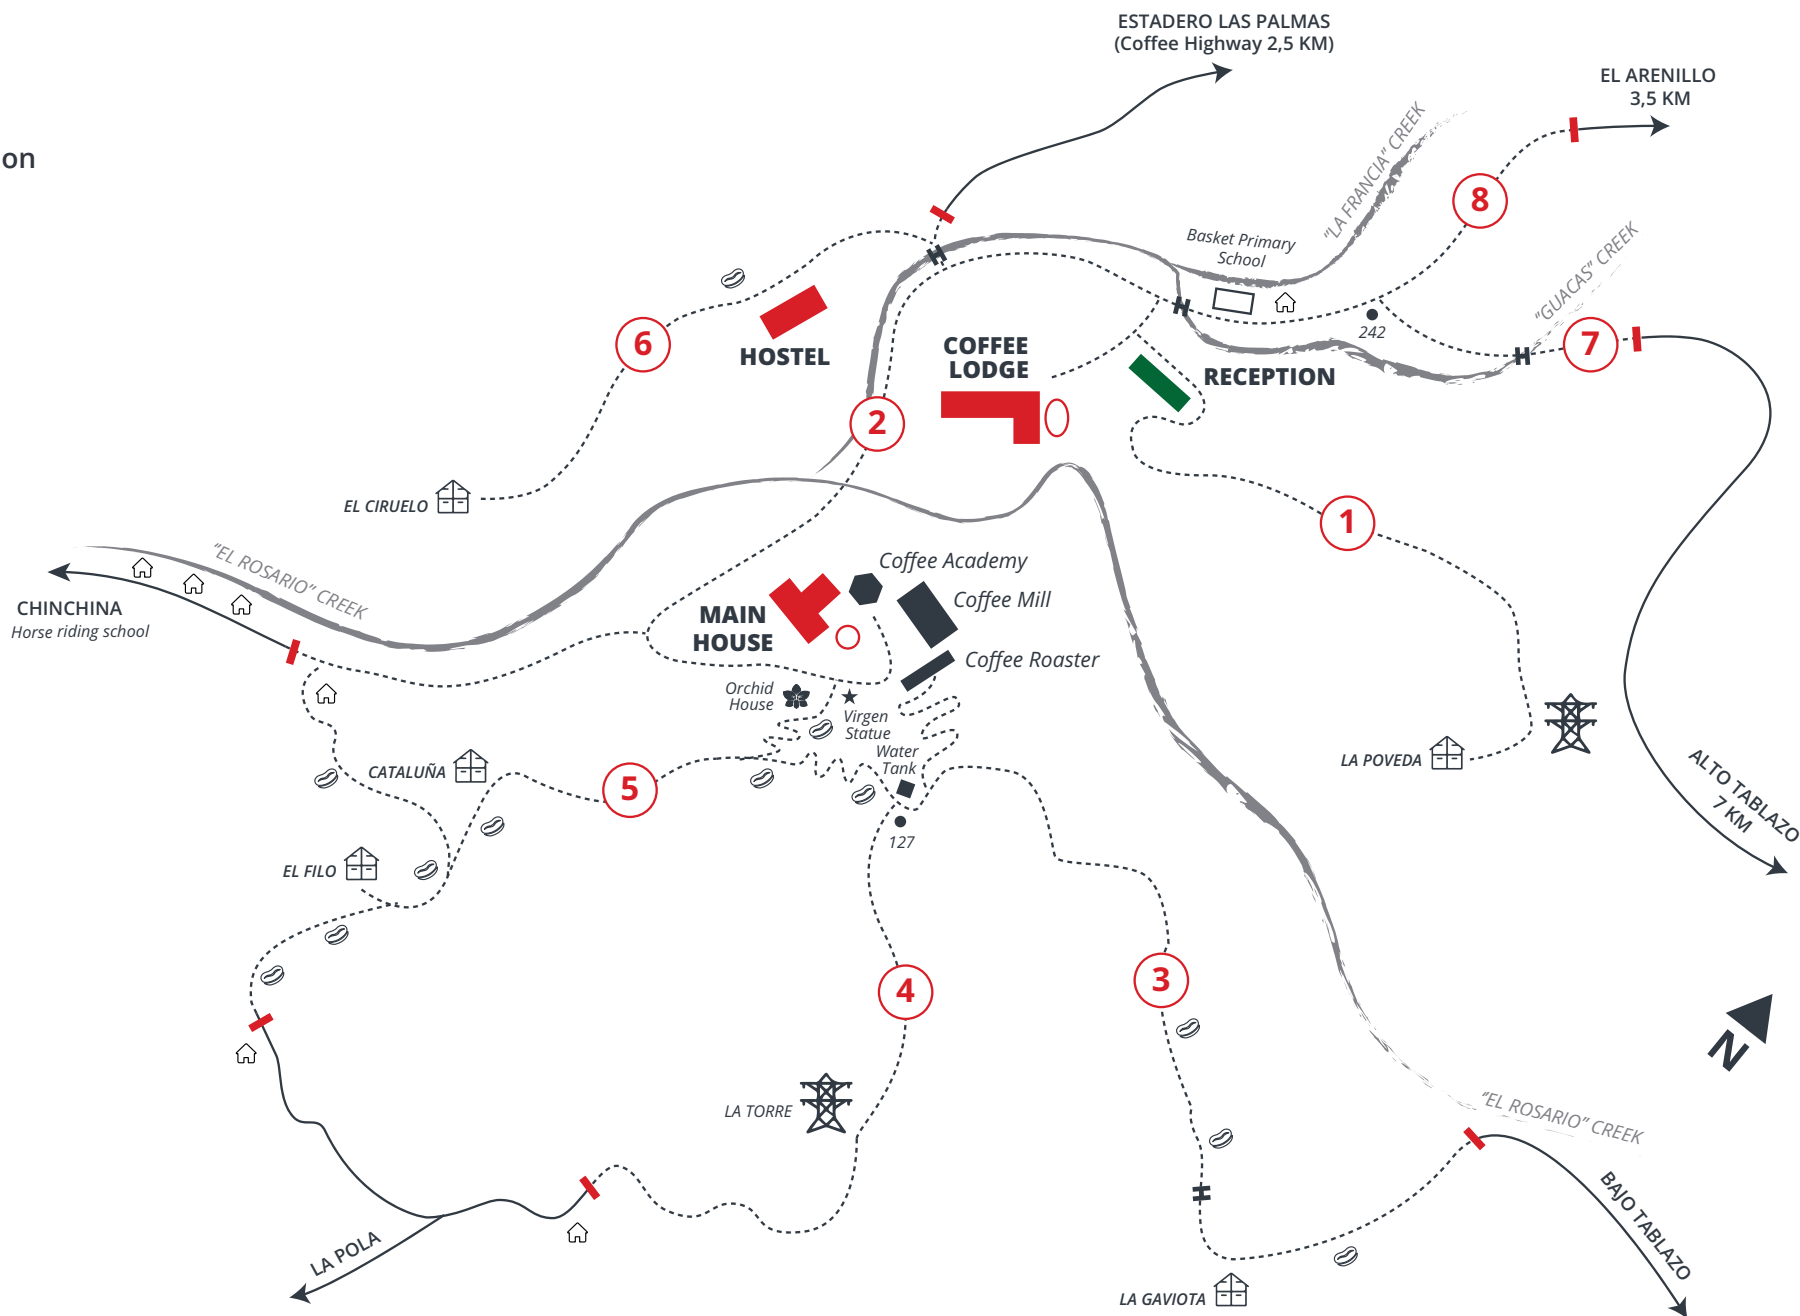 ESTADERO LAS PALMAS
(Coffee Highway 2,5 KM)
EL ARENILLO
3,5 KM
on
"LA FRANCIA" CREEK
8
Basket Primary
School
"GUACAS" CREEK
242
7
6
HOSTEL
COFFEE
LODGE
RECEPTION
2
EL CIRUELO
1
"EL ROSARIO" CREEK
CHINCHINA
Horse riding school
Coffee Academy
Coffee Mill
MAIN
HOUSE
Coffee Roaster
Orchid
House
Virgen
Statue
Water
Tank
LA POVEDA
CATALUÑA
5
ALTO TABLAZO
7 KM
127
EL FILO
4
3
N
LA TORRE
"EL ROSARIO" CREEK
BAJO TABLAZO
LA POLA
LA GAVIOTA